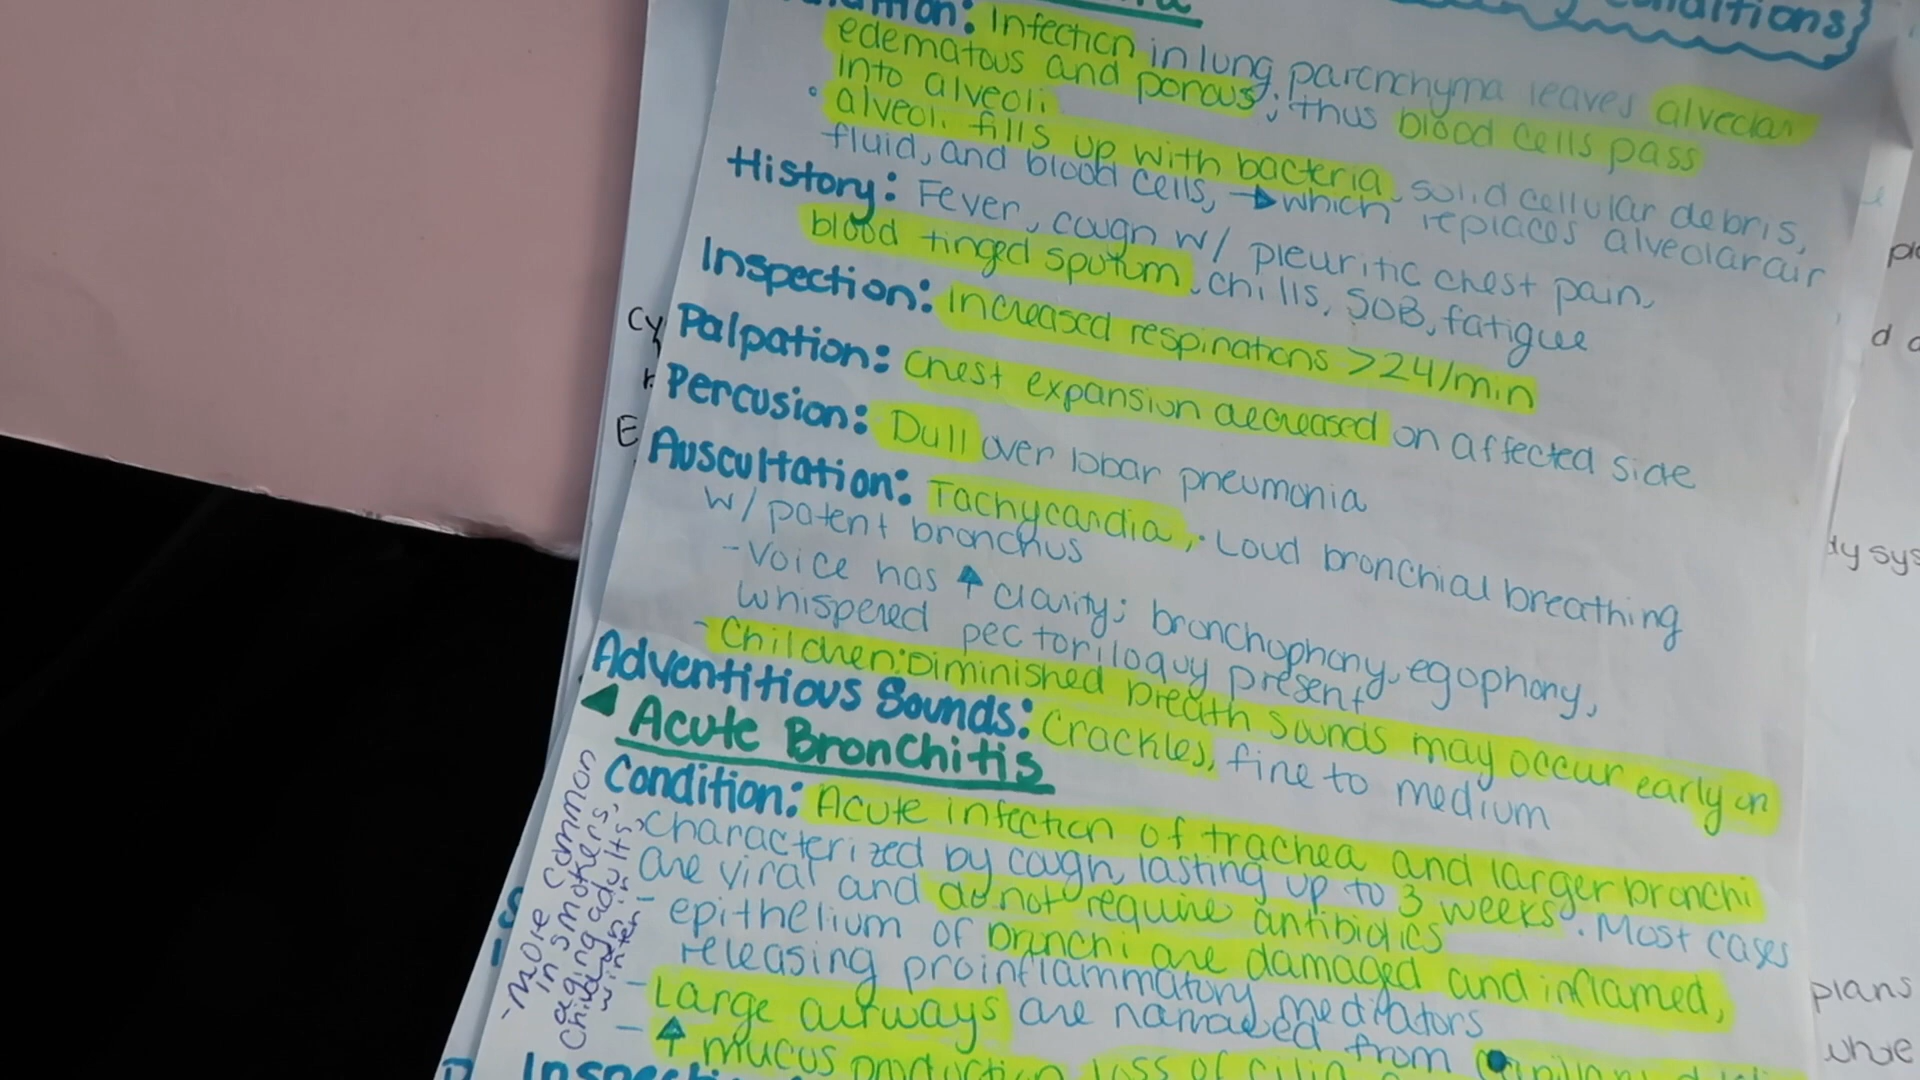 Conditions
Condition: Infection in lung parenchyma leaves alveolar
edematous and porous, thus blood cells pass
into alveoli
• alveoli fills up with bacteria, solid cellular debris,
fluid, and blood cells, → which replaces alveolar air
History: Fever, cough w/ pleuritic chest pain,
blood tinged sputum, chills, SOB, fatigue
Inspection: Increased respirations >24/min
Palpation: Chest expansion decreased on affected side
Percusion: Dull over lobar pneumonia
Auscultation: Tachycardia, • Loud bronchial breathing
w/ patent bronchus
- Voice has ↑ clarity; bronchophony, egophony,
whispered pectoriloquy present
- Children: Diminished breath sounds may occur early on
Adventitious Sounds: Crackles, fine to medium
Acute Bronchitis
Condition: Acute infection of trachea and larger bronchi
characterized by cough, lasting up to 3 weeks. Most cases
are viral and do not require antibiotics
- epithelium of bronchi are damaged and inflamed,
releasing proinflammatory mediators
- Large airways are narrowed from
- ↑ mucus production loss of cilia
- More common
in smokers,
aging adults,
children, in
winter
Cy
E
d
dy sys
plans